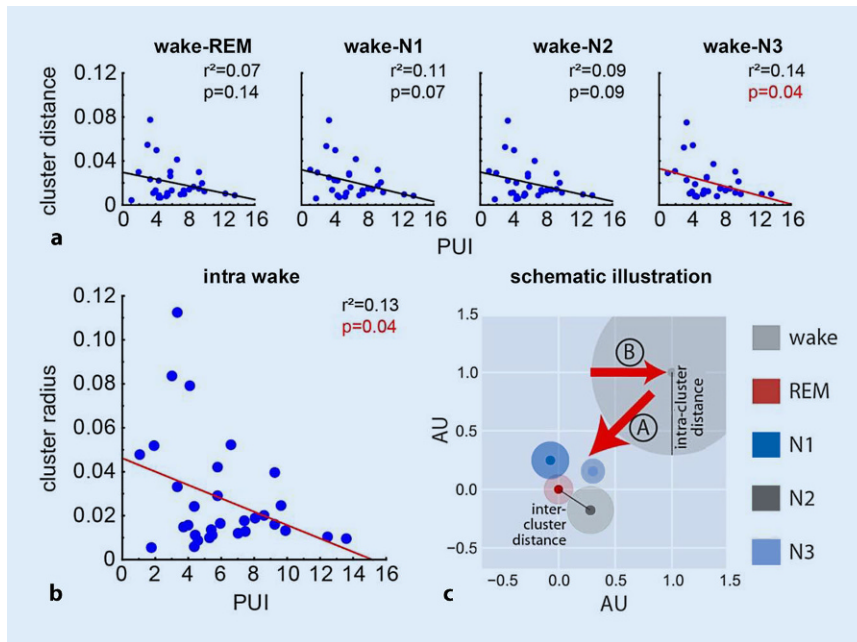 wake-REM
wake-N1
wake-N2
wake-N3
r²=0.07
p=0.14
r²=0.11
p=0.07
r²=0.09
p=0.09
r²=0.14
p=0.04
cluster distance
0.12
0.08
0.04
0
0 4 8 12 16
0 4 8 12 16
0 4 8 12 16
0 4 8 12 16
a
PUI
intra wake
r²=0.13
p=0.04
cluster radius
0.12
0.10
0.08
0.06
0.04
0.02
0
0 2 4 6 8 10 12 14 16
b
PUI
schematic illustration
1.5
1.0
0.5
0.0
−0.5
AU
B
A
intra-cluster
distance
inter-
cluster
distance
−0.5 0.0 0.5 1.0 1.5
c
AU
wake
REM
N1
N2
N3